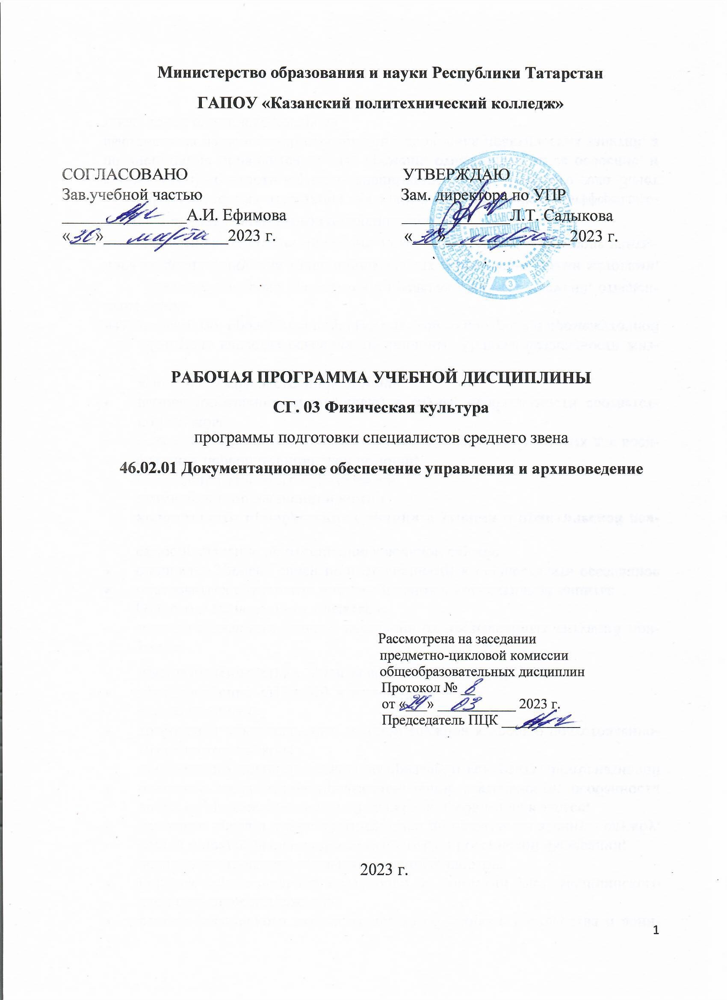 Министерство образования и науки Республики Татарстан
ГАПОУ «Казанский политехнический колледж»
СОГЛАСОВАНО
Зав.учебной частью
А.И. Ефимова
«30» марта 2023 г.
УТВЕРЖДАЮ
Зам. директора по УПР
Л.Т. Садыкова
«30» марта 2023 г.
КАЗАНСКИЙ
ПОЛИТЕХНИЧЕСКИЙ
3
РАБОЧАЯ ПРОГРАММА УЧЕБНОЙ ДИСЦИПЛИНЫ
СГ. 03 Физическая культура
программы подготовки специалистов среднего звена
46.02.01 Документационное обеспечение управления и архивоведение
Рассмотрена на заседании
предметно-цикловой комиссии
общеобразовательных дисциплин
Протокол № 8
от «29» 03 2023 г.
Председатель ПЦК
2023 г.
1